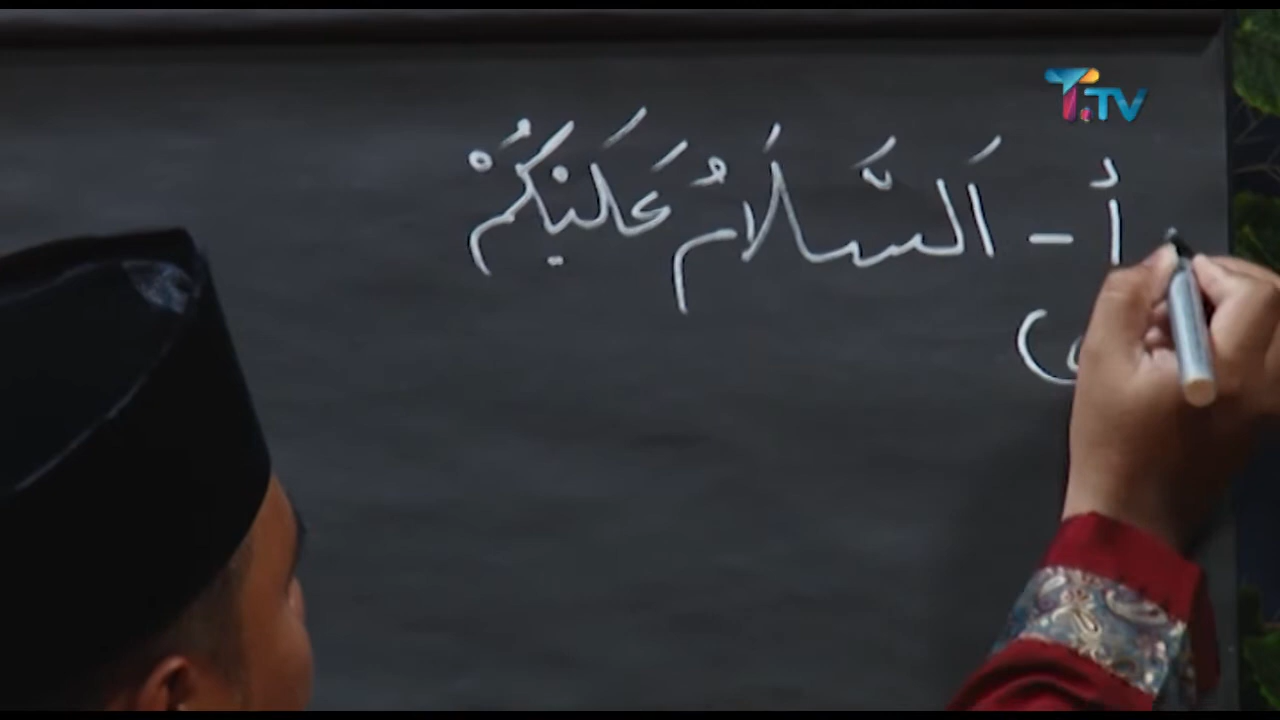 T.TV
أ - اَلسَّلَامُ عَلَيْكُمْ